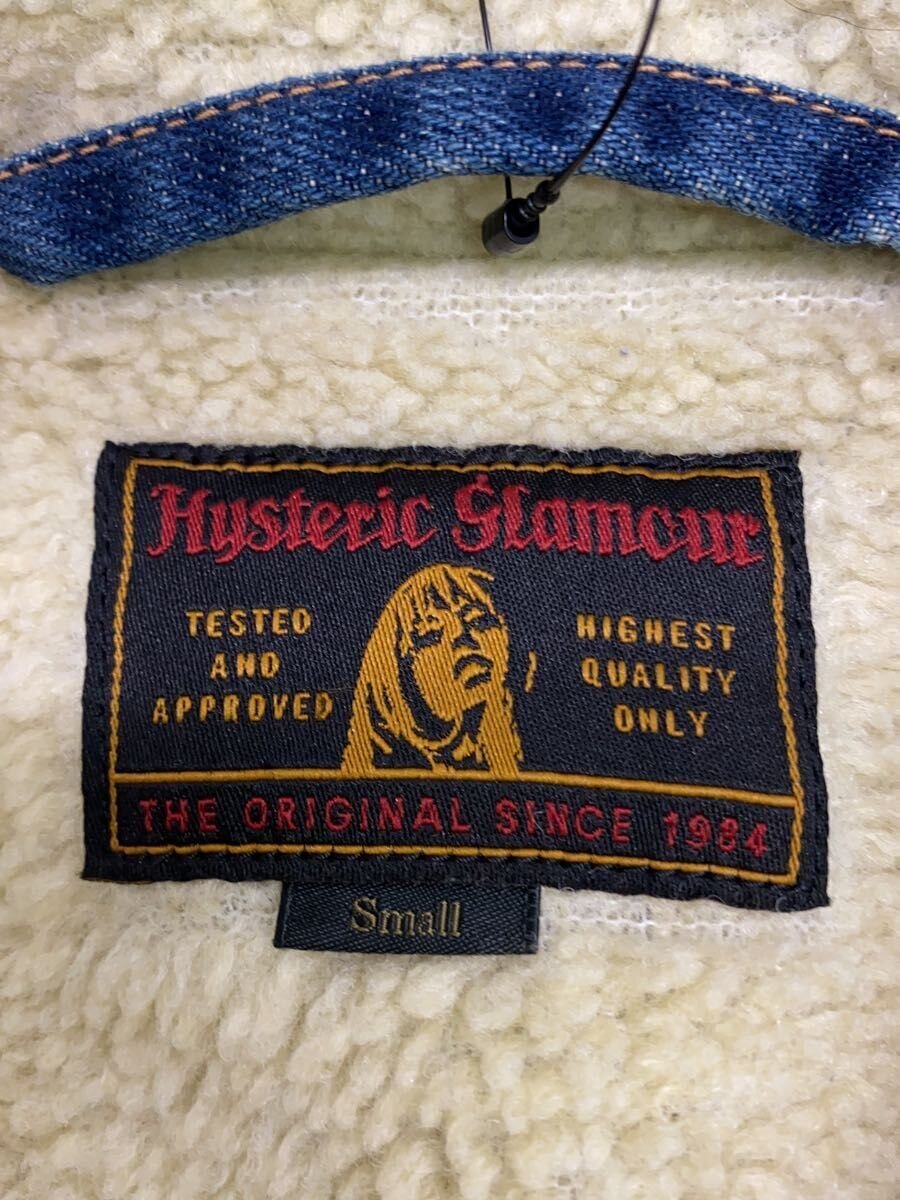 Hysteric Glamour
TESTED
AND
APPROVED
HIGHEST
QUALITY
ONLY
THE ORIGINAL SINCE 1984
Small